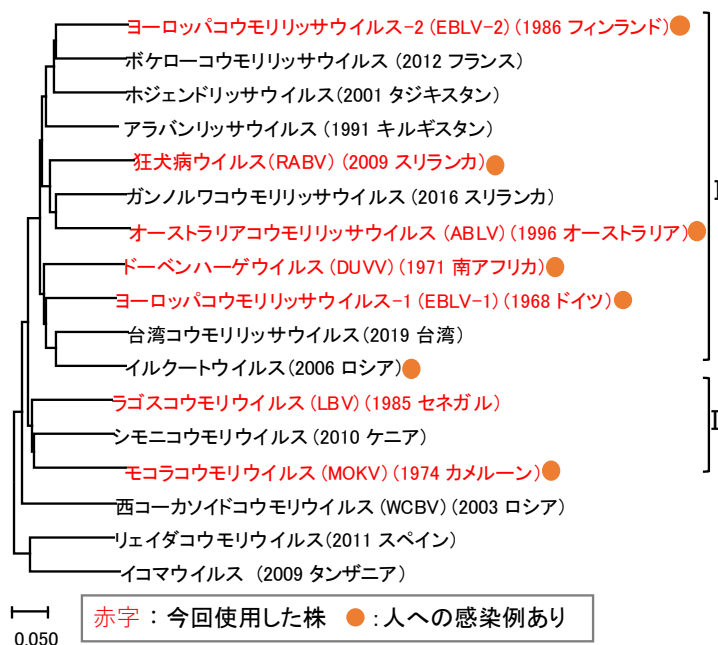 ヨーロッパコウモリリッサウイルス-2 (EBLV-2) (1986 フィンランド)
ボケローコウモリリッサウイルス (2012 フランス)
ホジェンドリッサウイルス(2001 タジキスタン)
アラバンリッサウイルス (1991 キルギスタン)
狂犬病ウイルス(RABV) (2009 スリランカ)
I
ガンノルワコウモリリッサウイルス (2016 スリランカ)
オーストラリアコウモリリッサウイルス (ABLV) (1996 オーストラリア)
ドーベンハーゲウイルス (DUVV) (1971 南アフリカ)
ヨーロッパコウモリリッサウイルス-1 (EBLV-1) (1968 ドイツ)
台湾コウモリリッサウイルス(2019 台湾)
イルクートウイルス(2006 ロシア)
ラゴスコウモリウイルス (LBV) (1985 セネガル)
II
シモニコウモリウイルス (2010 ケニア)
モコラコウモリウイルス (MOKV) (1974 カメルーン)
西コーカソイドコウモリウイルス (WCBV) (2003 ロシア)
リェイダコウモリウイルス(2011 スペイン)
イコマウイルス (2009 タンザニア)
赤字 : 今回使用した株 ●:人への感染例あり
0.050